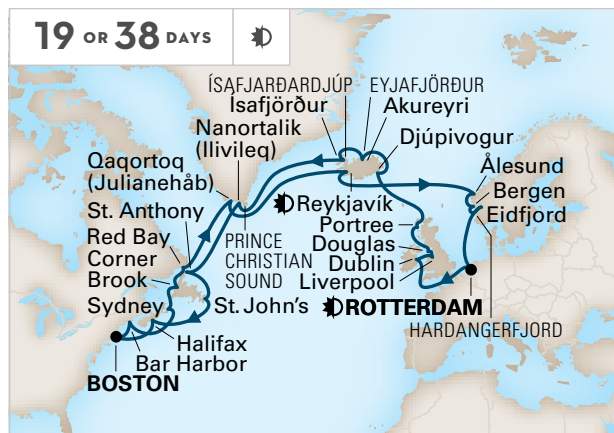 19 OR 38 DAYS
ÍSAFJARÐARDJÚP
EYJAFJÖRÐUR
Ísafjörður
Akureyri
Nanortalik
(Ilivileq)
Djúpivogur
Qaqortoq
(Julianehåb)
Ålesund
Bergen
Eidfjord
St. Anthony
Reykjavík
Red Bay
PRINCE
CHRISTIAN
SOUND
Portree
Corner
Brook
Douglas
Dublin
Liverpool
Sydney
St. John's
ROTTERDAM
HARDANGERFJORD
Halifax
Bar Harbor
BOSTON